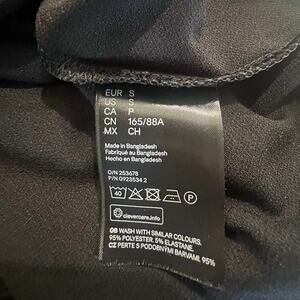 EUR S
US S
CA P
CN 165/88A
MX CH
Made in Bangladesh
Fabriqué au Bangladesh
Hecho en Bangladesh
O/N 253678
P/N 0923534 2
40 P
clevercare.info
GB WASH WITH SIMILAR COLOURS.
95% POLYESTER. 5% ELASTANE.
CZ PERTE S PODOBNÝMI BARVAMI. 95%